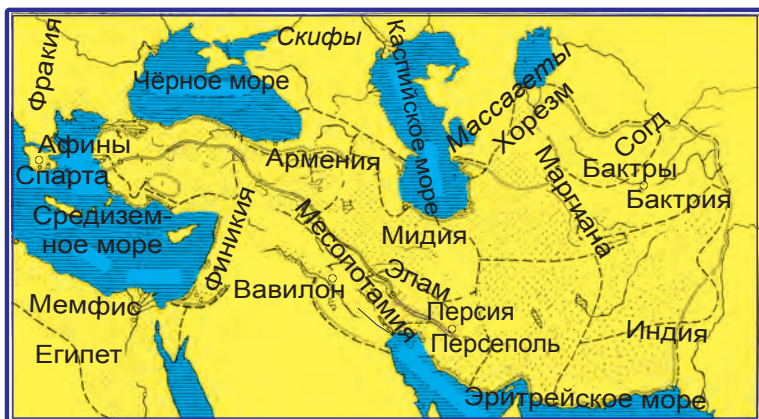 Скифы
Фракия
Чёрное море
Каспийское море
Массагеты
Хорезм
Согд
Афины
Спарта
Армения
Бактры
Бактрия
Маргиана
Средизем-
ное море
Финикия
Месопотамия
Мидия
Элам
Мемфис
Вавилон
Персия
Персеполь
Индия
Египет
Эритрейское море